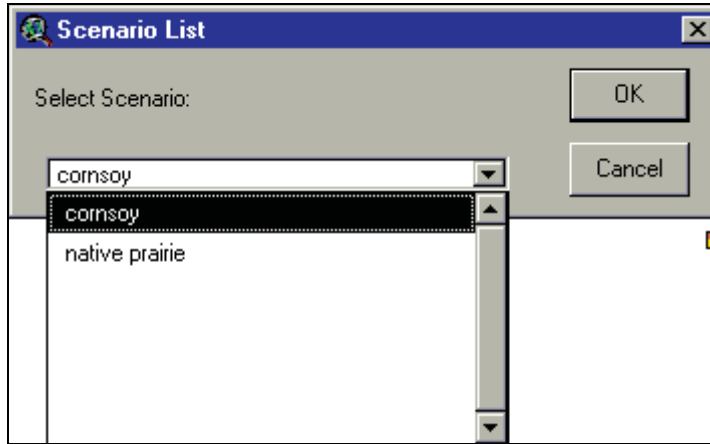 Scenario List
Select Scenario:
OK
cornsoy
Cancel
cornsoy
native prairie